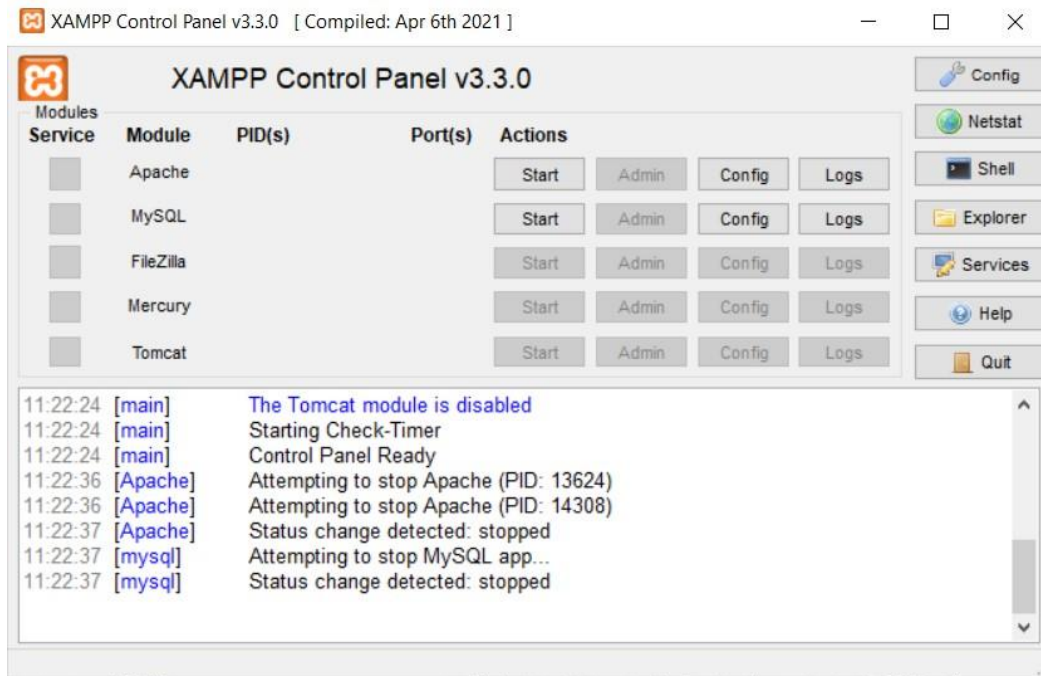 XAMPP Control Panel v3.3.0 [ Compiled: Apr 6th 2021 ]
XAMPP Control Panel v3.3.0
Config
Modules
Netstat
Service Module PID(s) Port(s) Actions
Apache Start Admin Config Logs
Shell
MySQL Start Admin Config Logs
Explorer
FileZilla Start Admin Config Logs
Services
Mercury Start Admin Config Logs
Help
Tomcat Start Admin Config Logs
Quit
11:22:24 [main] The Tomcat module is disabled
11:22:24 [main] Starting Check-Timer
11:22:24 [main] Control Panel Ready
11:22:36 [Apache] Attempting to stop Apache (PID: 13624)
11:22:36 [Apache] Attempting to stop Apache (PID: 14308)
11:22:37 [Apache] Status change detected: stopped
11:22:37 [mysql] Attempting to stop MySQL app...
11:22:37 [mysql] Status change detected: stopped